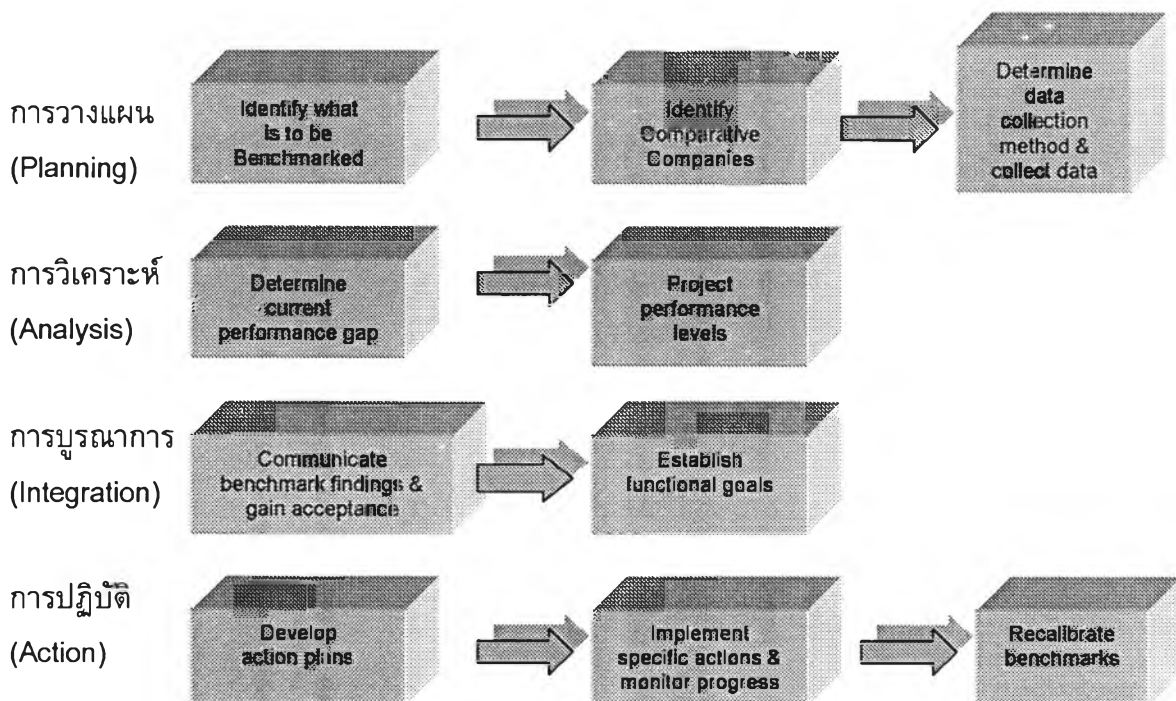 การวางแผน
(Planning)
Identify what
is to be
Benchmarked
Identify
Comparative
Companies
Determine
data
collection
method &
collect data
การวิเคราะห์
(Analysis)
Determine
current
performance gap
Project
performance
levels
การบูรณาการ
(Integration)
Communicate
benchmark findings &
gain acceptance
Establish
functional goals
การปฏิบัติ
(Action)
Develop
action plans
Implement
specific actions &
monitor progress
Recalibrate
benchmarks